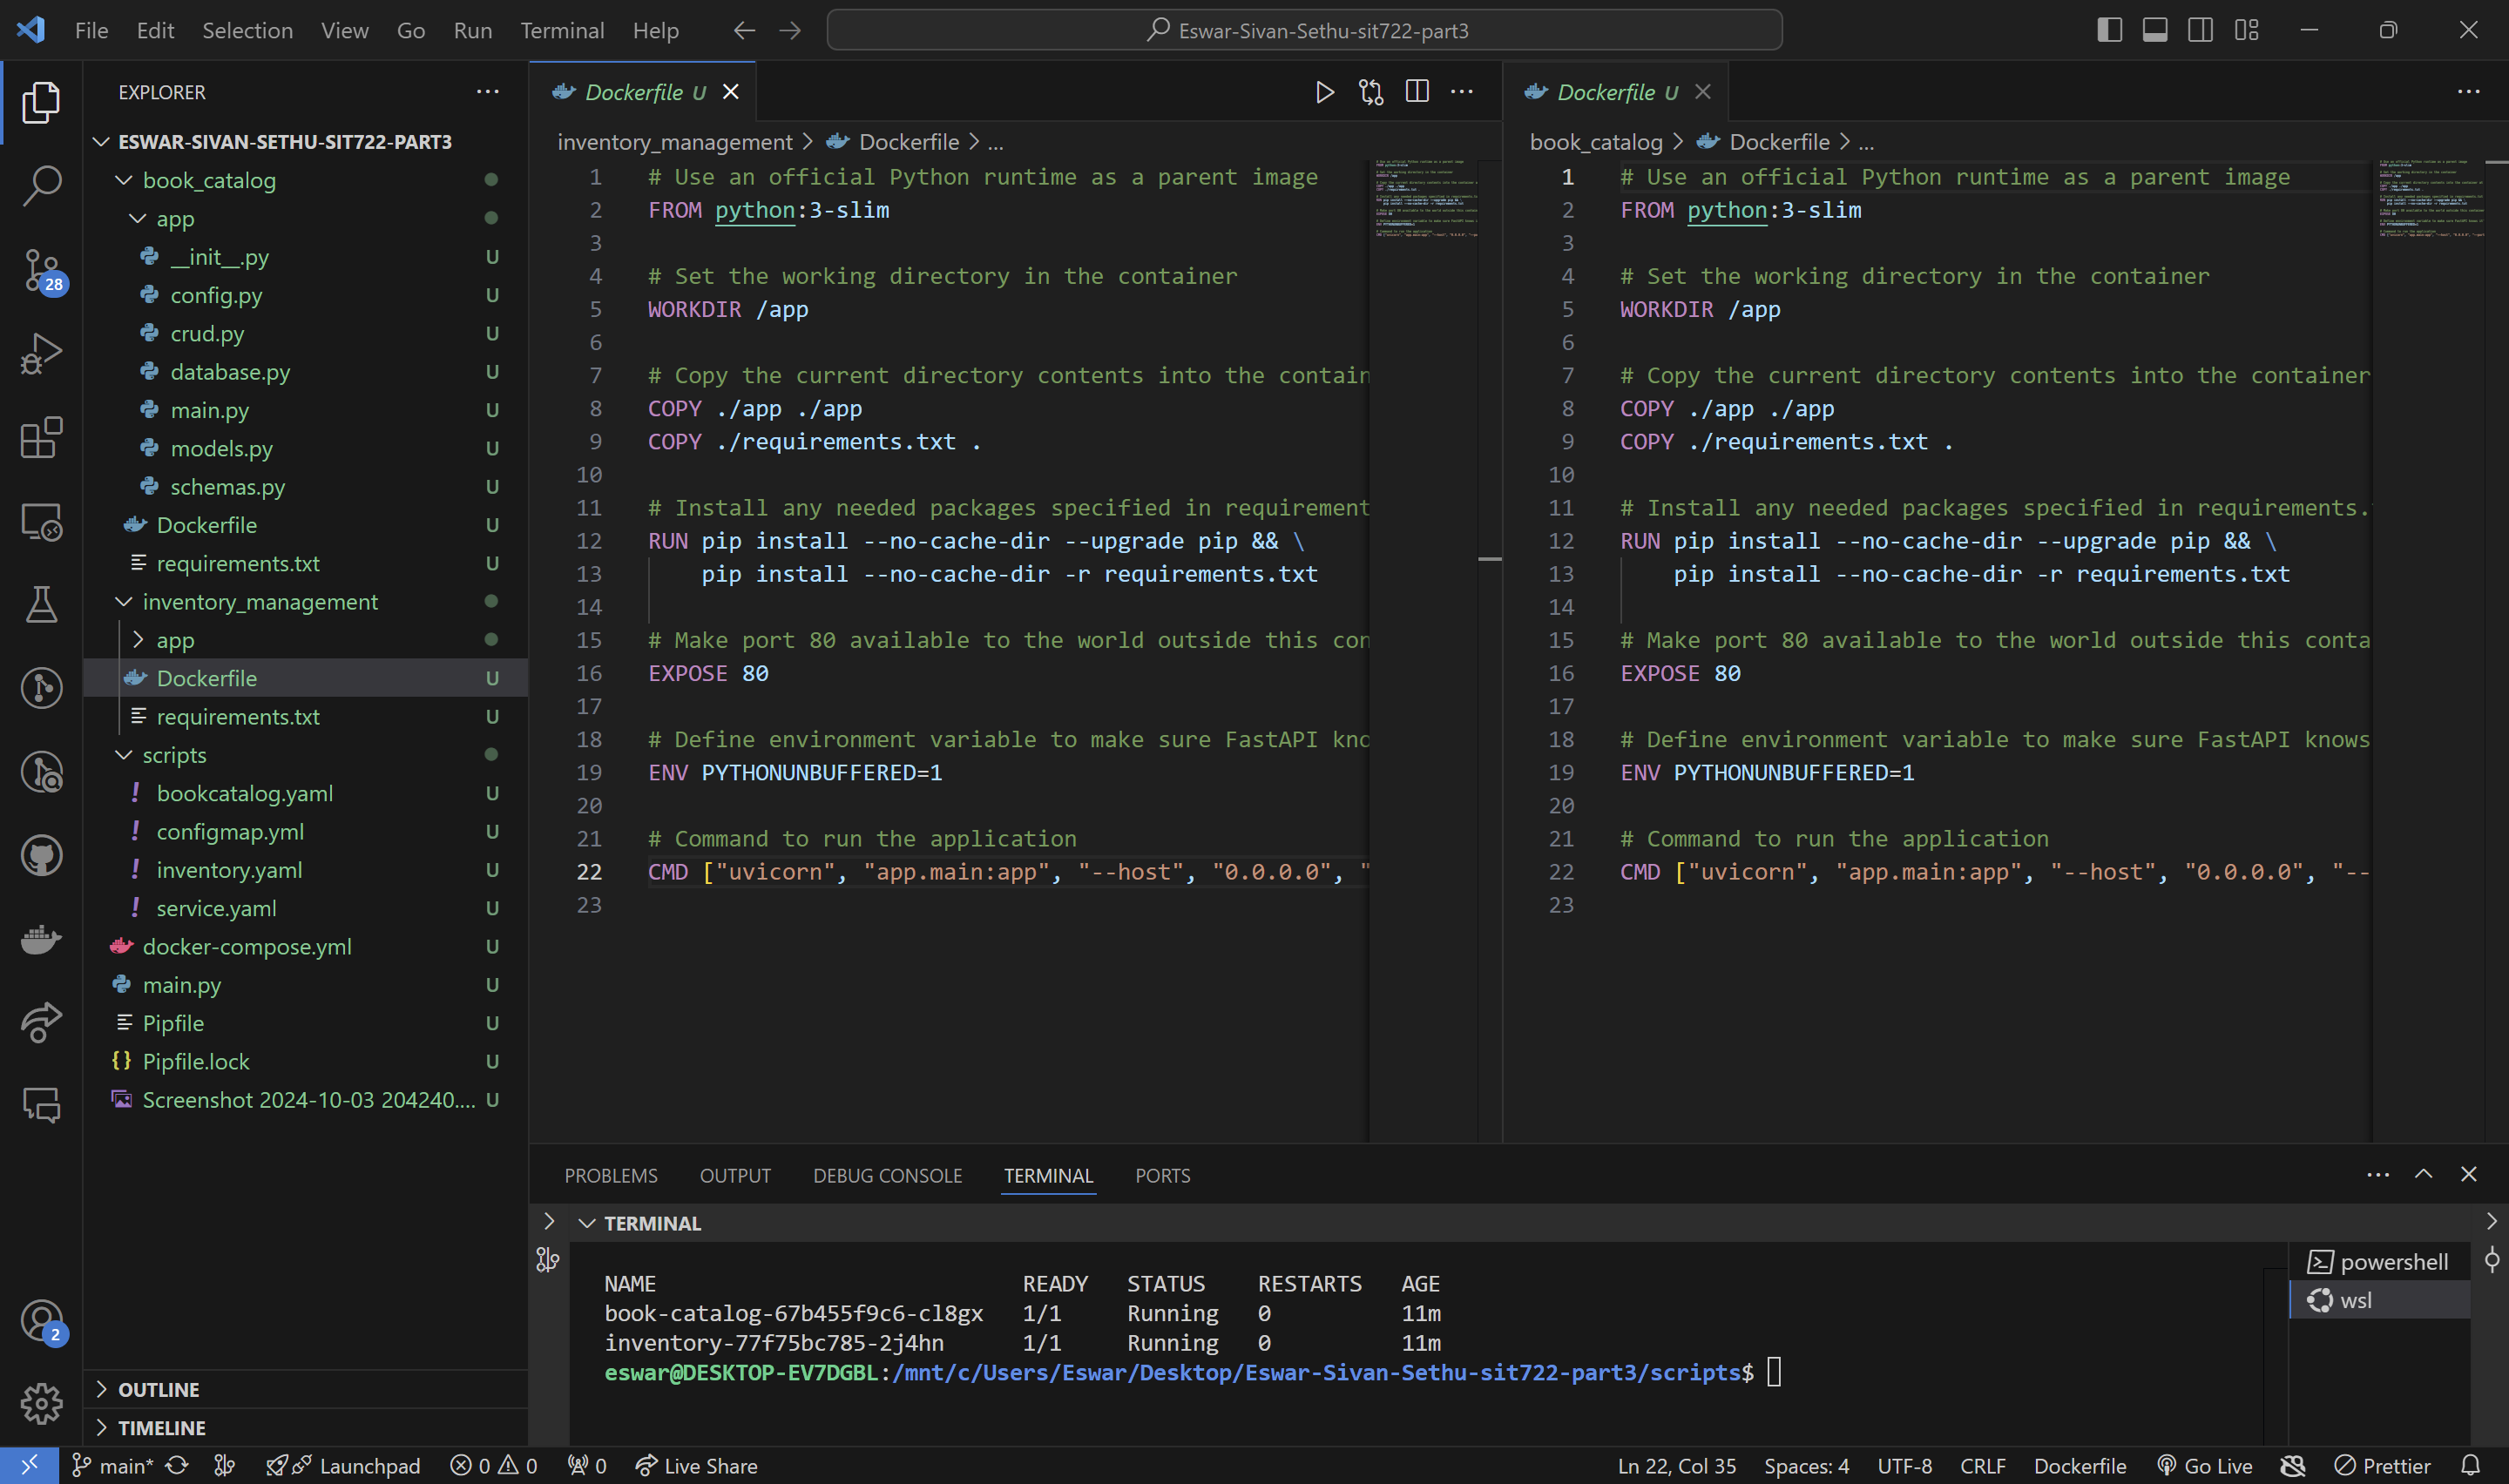 File Edit Selection View Go Run Terminal Help
Eswar-Sivan-Sethu-sit722-part3
EXPLORER
ESWAR-SIVAN-SETHU-SIT722-PART3
book_catalog
app
__init__.py U
config.py U
crud.py U
database.py U
main.py U
models.py U
schemas.py U
Dockerfile U
requirements.txt U
inventory_management
app
Dockerfile U
requirements.txt U
scripts
bookcatalog.yaml U
configmap.yml U
inventory.yaml U
service.yaml U
docker-compose.yml U
main.py U
Pipfile U
Pipfile.lock U
Screenshot 2024-10-03 204240.... U
OUTLINE
TIMELINE
28
2
Dockerfile U
inventory_management > Dockerfile > ...
1 # Use an official Python runtime as a parent image
2 FROM python:3-slim
3
4 # Set the working directory in the container
5 WORKDIR /app
6
7 # Copy the current directory contents into the contain
8 COPY ./app ./app
9 COPY ./requirements.txt .
10
11 # Install any needed packages specified in requirement
12 RUN pip install --no-cache-dir --upgrade pip && \
13 pip install --no-cache-dir -r requirements.txt
14
15 # Make port 80 available to the world outside this con
16 EXPOSE 80
17
18 # Define environment variable to make sure FastAPI kno
19 ENV PYTHONUNBUFFERED=1
20
21 # Command to run the application
22 CMD ["uvicorn", "app.main:app", "--host", "0.0.0.0", "
23
Dockerfile U
book_catalog > Dockerfile > ...
1 # Use an official Python runtime as a parent image
2 FROM python:3-slim
3
4 # Set the working directory in the container
5 WORKDIR /app
6
7 # Copy the current directory contents into the container
8 COPY ./app ./app
9 COPY ./requirements.txt .
10
11 # Install any needed packages specified in requirements.
12 RUN pip install --no-cache-dir --upgrade pip && \
13 pip install --no-cache-dir -r requirements.txt
14
15 # Make port 80 available to the world outside this conta
16 EXPOSE 80
17
18 # Define environment variable to make sure FastAPI knows
19 ENV PYTHONUNBUFFERED=1
20
21 # Command to run the application
22 CMD ["uvicorn", "app.main:app", "--host", "0.0.0.0", "--
23
PROBLEMS OUTPUT DEBUG CONSOLE TERMINAL PORTS
TERMINAL
NAME READY STATUS RESTARTS AGE
book-catalog-67b455f9c6-cl8gx 1/1 Running 0 11m
inventory-77f75bc785-2j4hn 1/1 Running 0 11m
eswar@DESKTOP-EV7DGBL:/mnt/c/Users/Eswar/Desktop/Eswar-Sivan-Sethu-sit722-part3/scripts$
powershell
wsl
main* Launchpad 0 0 0 Live Share Ln 22, Col 35 Spaces: 4 UTF-8 CRLF Dockerfile Go Live Prettier